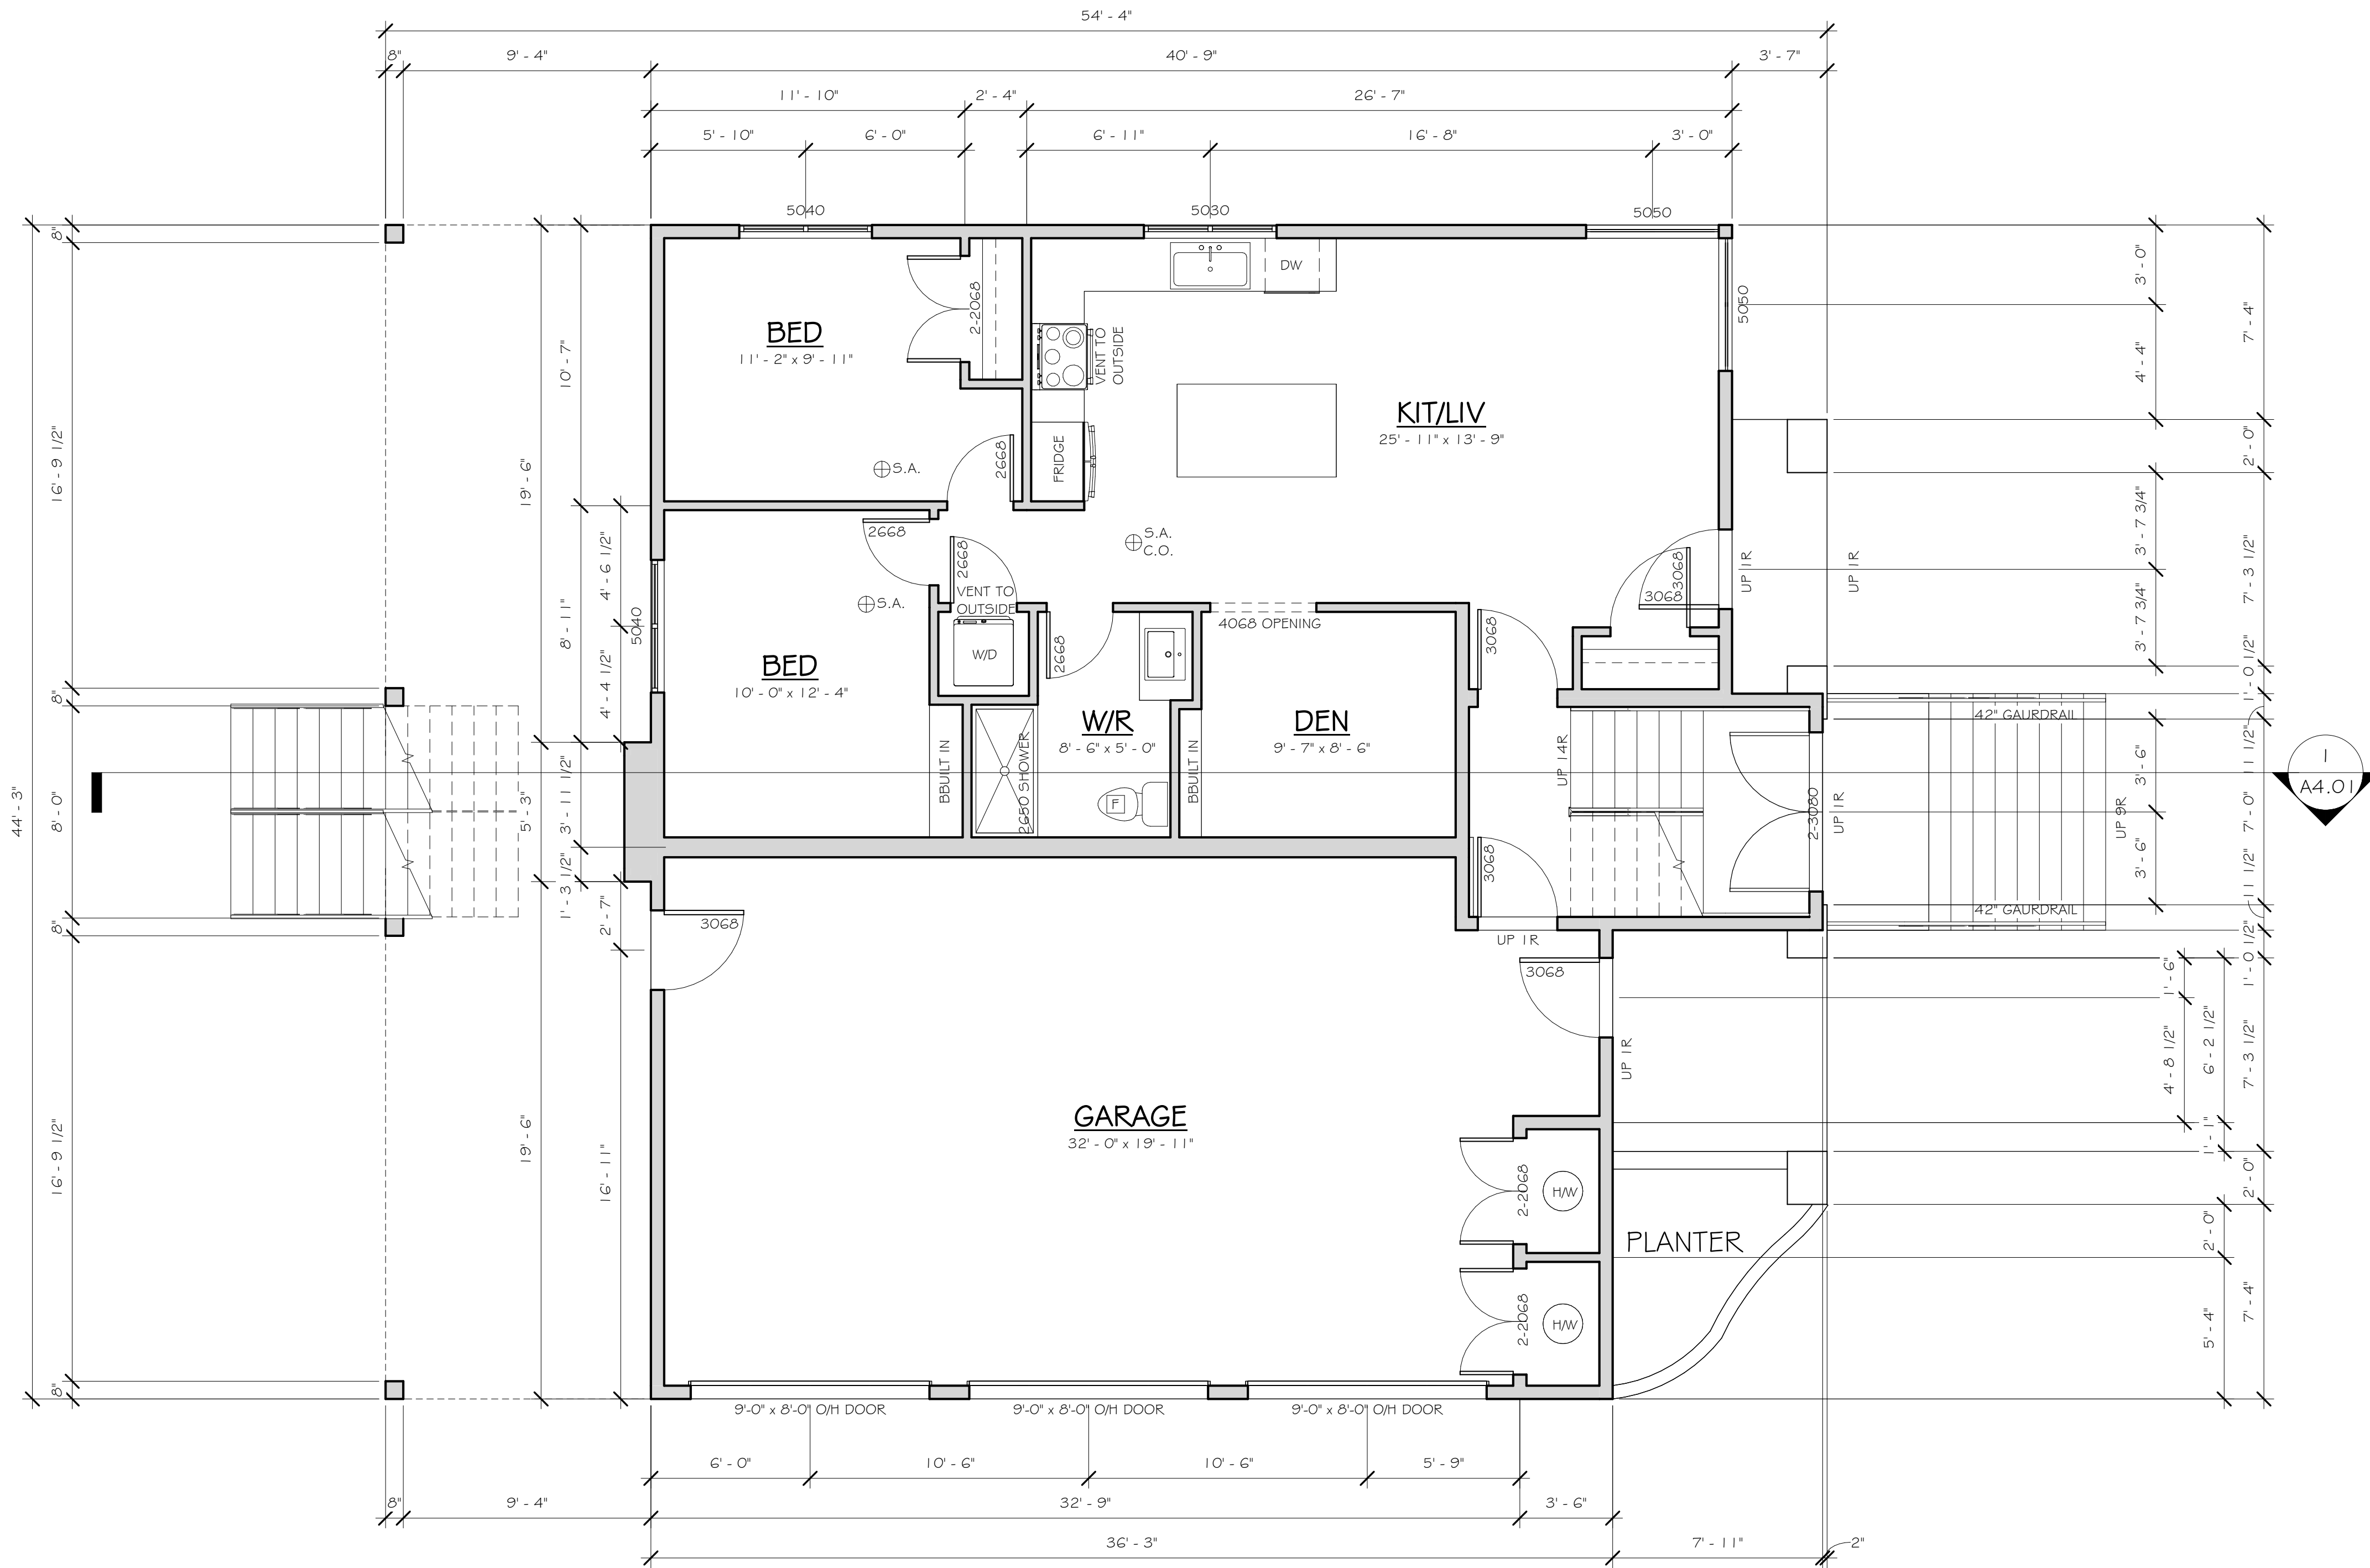 54' - 4"
8"
9' - 4"
40' - 9"
3' - 7"
11' - 10"
2' - 4"
26' - 7"
5' - 10"
6' - 0"
6' - 11"
16' - 8"
3' - 0"
5040
5030
5050
44' - 3"
8"
16' - 9 1/2"
8"
8' - 0"
8"
16' - 9 1/2"
8"
19' - 6"
5' - 3"
19' - 6"
10' - 7"
8' - 11"
3' - 11 1/2"
1' - 3 1/2"
4' - 6 1/2"
4' - 4 1/2"
2' - 7"
16' - 11"
5040
BED
11' - 2" x 9' - 11"
2-2068
S.A.
2668
DW
VENT TO
OUTSIDE
FRIDGE
KIT/LIV
25' - 11" x 13' - 9"
5050
S.A.
C.O.
2668
2668
VENT TO
OUTSIDE
S.A.
W/D
BED
10' - 0" x 12' - 4"
BBUILT IN
2650 SHOWER
2668
W/R
8' - 6" x 5' - 0"
F
BBUILT IN
4068 OPENING
DEN
9' - 7" x 8' - 6"
3068
3068
3068
UP 1R
UP 1R
UP 14R
3068
2-3080
UP 1R
42" GAURDRAIL
42" GAURDRAIL
UP 9R
UP 1R
3068
3068
UP 1R
GARAGE
32' - 0" x 19' - 11"
2-2068
H/W
2-2068
H/W
PLANTER
3' - 0"
4' - 4"
3' - 7 3/4"
3' - 7 3/4"
3' - 6"
3' - 6"
7' - 4"
2' - 0"
7' - 3 1/2"
1' - 0 1/2"
11 1/2"
7' - 0"
11 1/2"
1' - 0 1/2"
7' - 3 1/2"
2' - 0"
7' - 4"
1' - 6"
4' - 8 1/2"
6' - 2 1/2"
1' - 1"
2' - 0"
5' - 4"
1
A4.01
9'-0" x 8'-0" O/H DOOR
9'-0" x 8'-0" O/H DOOR
9'-0" x 8'-0" O/H DOOR
6' - 0"
10' - 6"
10' - 6"
5' - 9"
8"
9' - 4"
32' - 9"
3' - 6"
36' - 3"
7' - 11"
2"